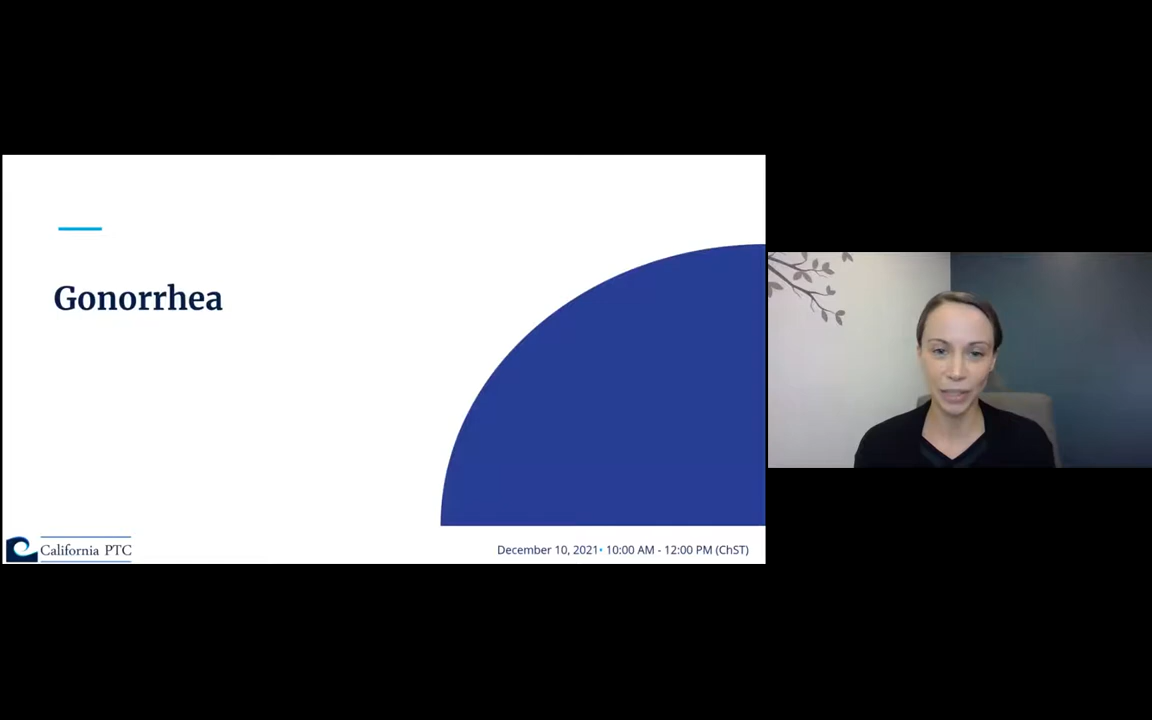 Gonorrhea
California PTC
December 10, 2021• 10:00 AM - 12:00 PM (ChST)